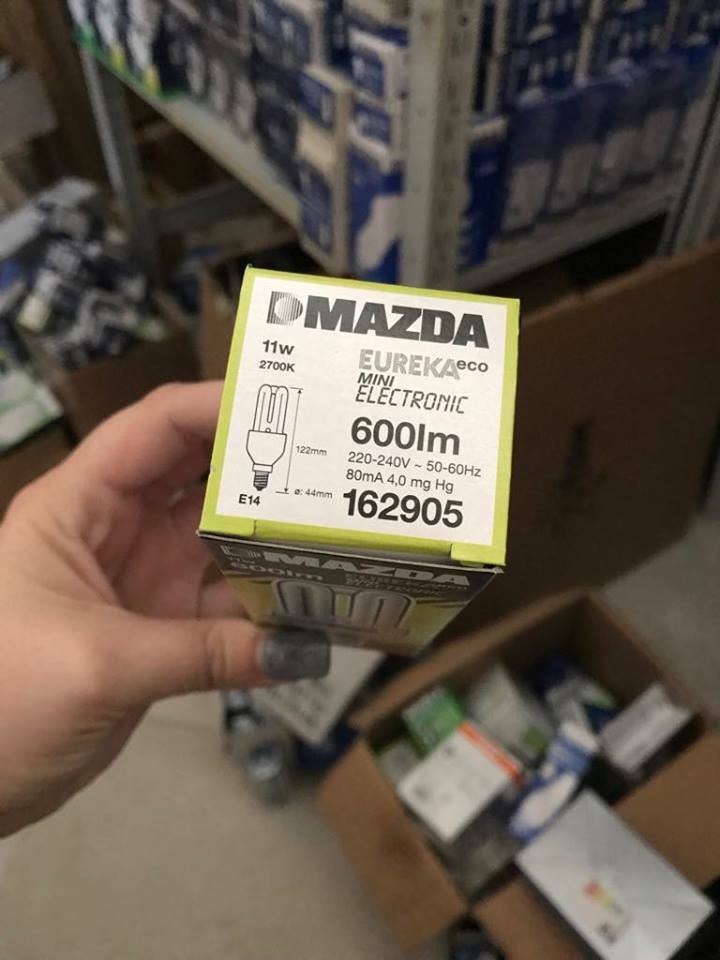 MAZDA
11w
2700K
EUREKA eco
MINI
ELECTRONIC
600lm
220-240V ~ 50-60Hz
80mA 4,0 mg Hg
162905
122mm
ø: 44mm
E14
MAZDA
11w
600lm